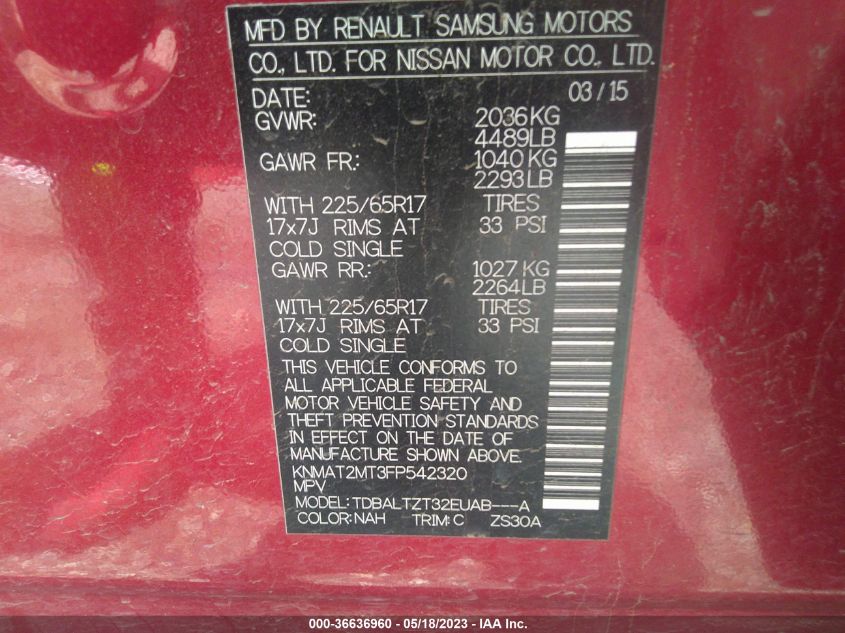 MFD BY RENAULT SAMSUNG MOTORS
CO., LTD. FOR NISSAN MOTOR CO., LTD.
DATE: 03/15
GVWR: 2036KG
4489LB
GAWR FR: 1040KG
2293LB
WITH 225/65R17 TIRES
17x7J RIMS AT 33 PSI
COLD SINGLE
GAWR RR: 1027KG
2264LB
WITH 225/65R17 TIRES
17x7J RIMS AT 33 PSI
COLD SINGLE
THIS VEHICLE CONFORMS TO
ALL APPLICABLE FEDERAL
MOTOR VEHICLE SAFETY AND
THEFT PREVENTION STANDARDS
IN EFFECT ON THE DATE OF
MANUFACTURE SHOWN ABOVE.
KNMAT2MT3FP542320
MPV
MODEL: TDBALTZT32EUAB---A
COLOR: NAH TRIM: C ZS30A
000-36636960 — 05/18/2023 — IAA Inc.